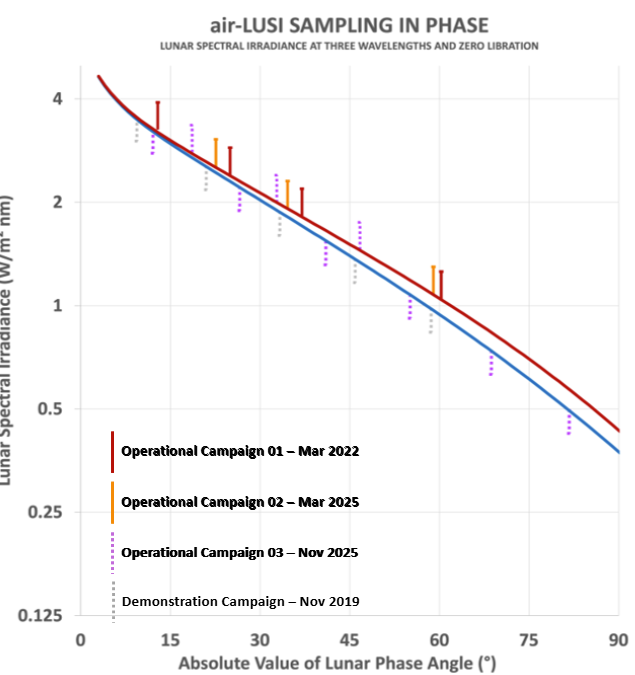 air-LUSI SAMPLING IN PHASE
LUNAR SPECTRAL IRRADIANCE AT THREE WAVELENGTHS AND ZERO LIBRATION
Lunar Spectral Irradiance (W/m² nm)
4
2
1
0.5
0.25
0.125
Operational Campaign 01 – Mar 2022
Operational Campaign 02 – Mar 2025
Operational Campaign 03 – Nov 2025
Demonstration Campaign – Nov 2019
0 15 30 45 60 75 90
Absolute Value of Lunar Phase Angle (°)